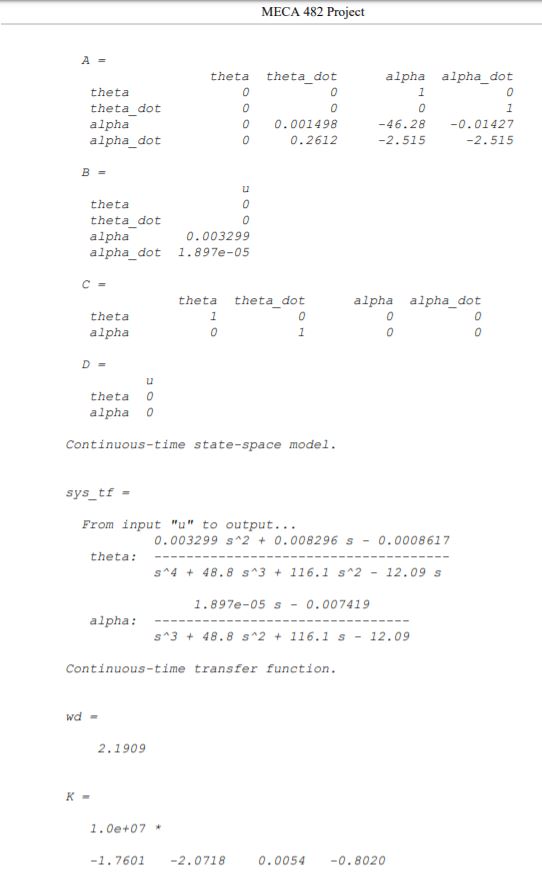 MECA 482 Project
A =
theta theta_dot alpha alpha_dot
theta 0 0 1 0
theta_dot 0 0 0 1
alpha 0 0.001498 -46.28 -0.01427
alpha_dot 0 0.2612 -2.515 -2.515
B =
u
theta 0
theta_dot 0
alpha 0.003299
alpha_dot 1.897e-05
C =
theta theta_dot alpha alpha_dot
theta 1 0 0 0
alpha 0 1 0 0
D =
u
theta 0
alpha 0
Continuous-time state-space model.
sys_tf =
From input "u" to output...
0.003299 s^2 + 0.008296 s - 0.0008617
theta: -------------------------------------
s^4 + 48.8 s^3 + 116.1 s^2 - 12.09 s
1.897e-05 s - 0.007419
alpha: --------------------------------
s^3 + 48.8 s^2 + 116.1 s - 12.09
Continuous-time transfer function.
wd =
2.1909
K =
1.0e+07 *
-1.7601 -2.0718 0.0054 -0.8020